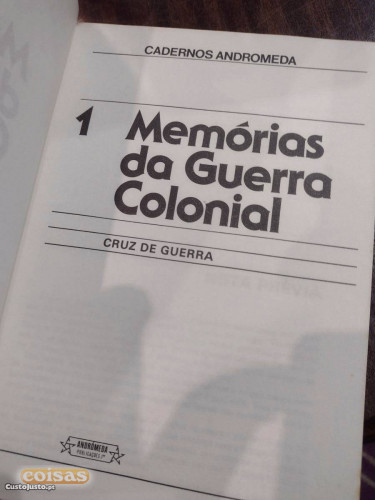 CADERNOS ANDROMEDA
1 Memórias
da Guerra
Colonial
CRUZ DE GUERRA
ANDRÓMEDA
coisas
CustoJusto.pt